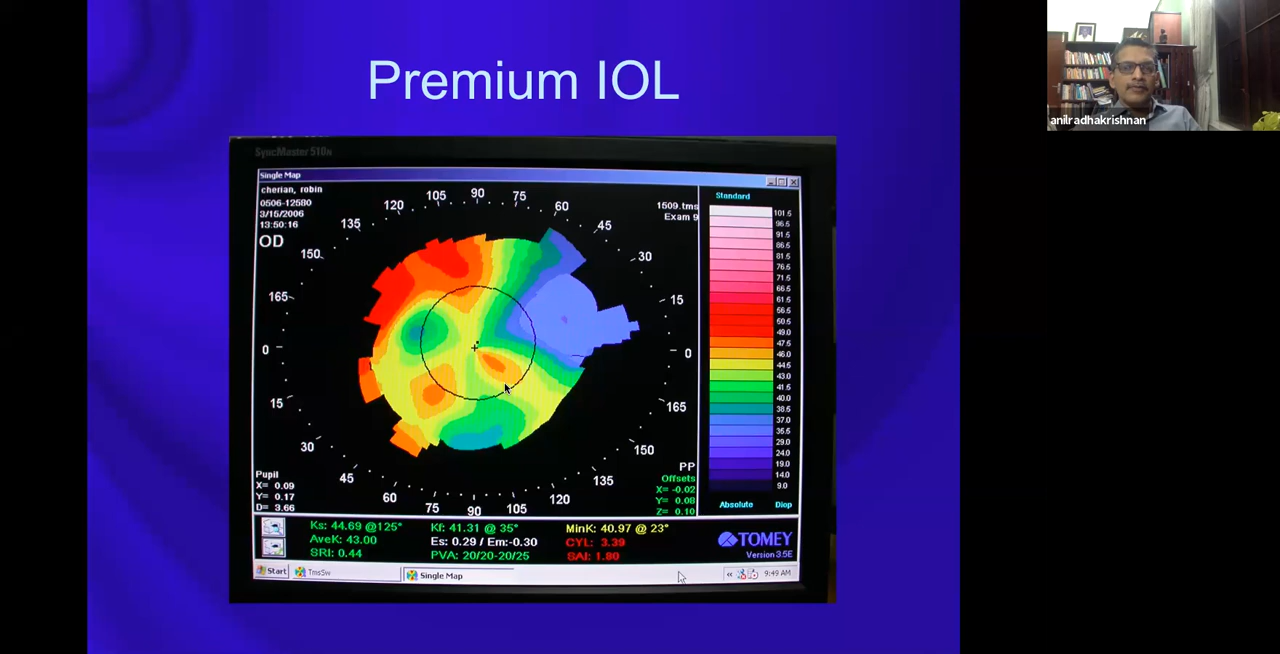 Premium IOL
anilradhakrishnan
SyncMaster 510N
Single Map
cherian, robin
0506-12580
3/15/2006
13:50:16
OD
1509.tms
Exam 9
105 90 75
120 60
135 45
150 30
165 15
0 0
15 165
30 150
45 135
60 120
75 90 105
Pupil
X= 0.09
Y= 0.17
D= 3.66
PP
Offsets
X= -0.02
Y= 0.08
Z= 0.10
Standard
101.5
96.5
91.5
86.5
81.5
76.5
71.5
66.5
61.5
56.5
50.5
49.0
47.5
46.0
44.5
43.0
41.5
40.0
38.5
37.0
35.5
29.0
24.0
19.0
14.0
9.0
Absolute Diop
Ks: 44.69 @125° Kf: 41.31 @ 35° MinK: 40.97 @ 23°
AveK: 43.00 Es: 0.29 / Em:-0.30 CYL: 3.39
SRI: 0.44 PVA: 20/20-20/25 SAI: 1.80
TOMEY
Version 3.5E
Start Tms5w Single Map « 9:49 AM